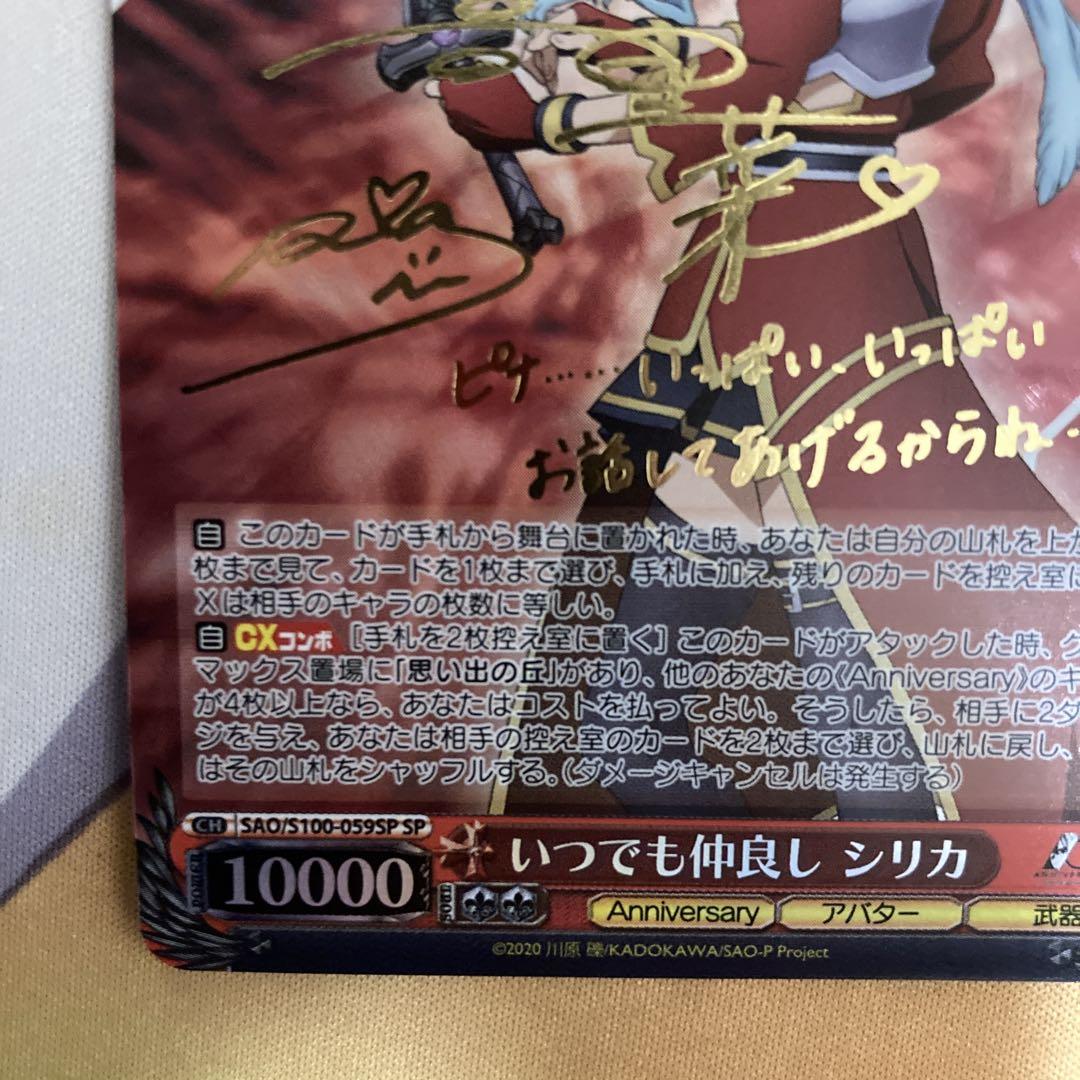 ピナ……いっぱい、いっぱい
お話してあげるからね…
自 このカードが手札から舞台に置かれた時、あなたは自分の山札を上か
枚まで見て、カードを1枚まで選び、手札に加え、残りのカードを控え室に
Xは相手のキャラの枚数に等しい。
自 CXコンボ [手札を2枚控え室に置く] このカードがアタックした時、ク
マックス置場に「思い出の丘」があり、他のあなたの《Anniversary》のキ
が4枚以上なら、あなたはコストを払ってよい。そうしたら、相手に2ダ
ジを与え、あなたは相手の控え室のカードを2枚まで選び、山札に戻し、
はその山札をシャッフルする。(ダメージキャンセルは発生する)
CH SAO/S100-059SP SP
POWER 10000 いつでも仲良し シリカ
SOUL Anniversary アバター 武器
©2020 川原 礫/KADOKAWA/SAO-P Project